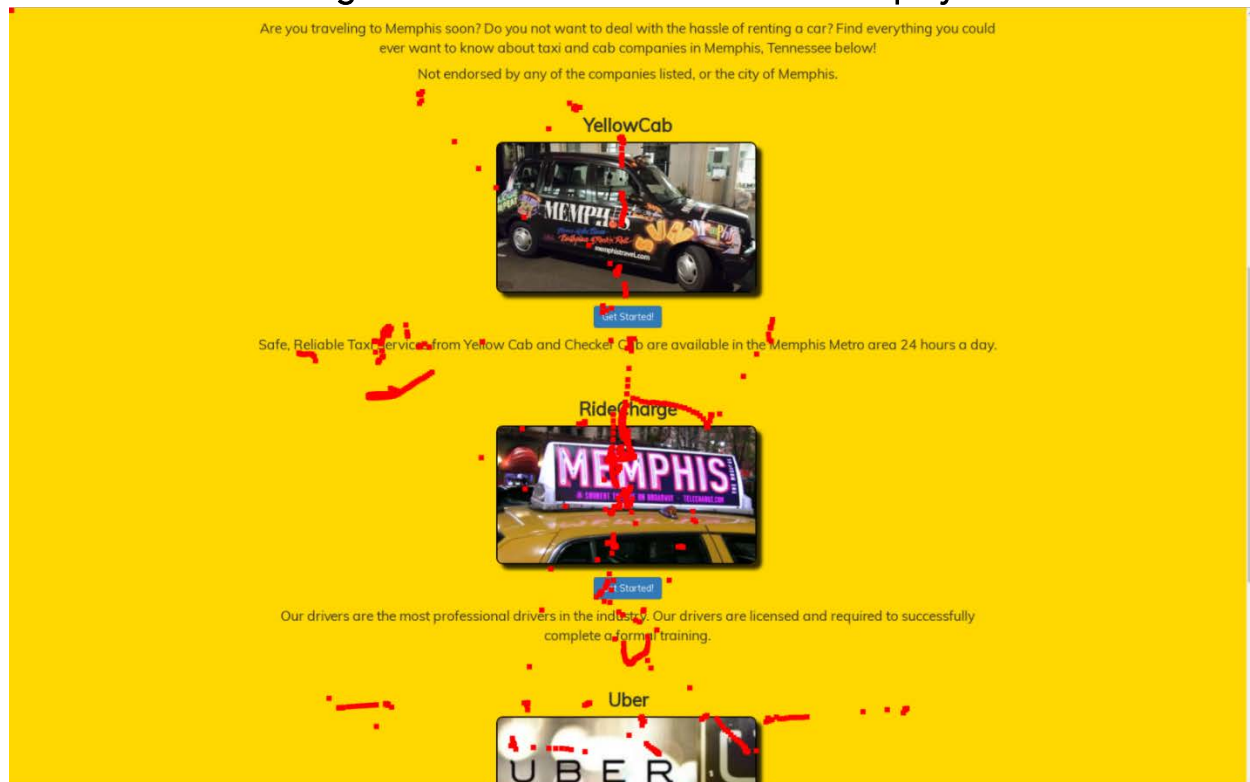 Are you traveling to Memphis soon? Do you not want to deal with the hassle of renting a car? Find everything you could
ever want to know about taxi and cab companies in Memphis, Tennessee below!
Not endorsed by any of the companies listed, or the city of Memphis.
YellowCab
MEMPHIS
memphistravel.com
Get Started!
Safe, Reliable Taxi Services from Yellow Cab and Checker Cab are available in the Memphis Metro area 24 hours a day.
RideCharge
MEMPHIS
TELECHARGE.COM
Get Started!
Our drivers are the most professional drivers in the industry. Our drivers are licensed and required to successfully
complete a formal training.
Uber
UBER